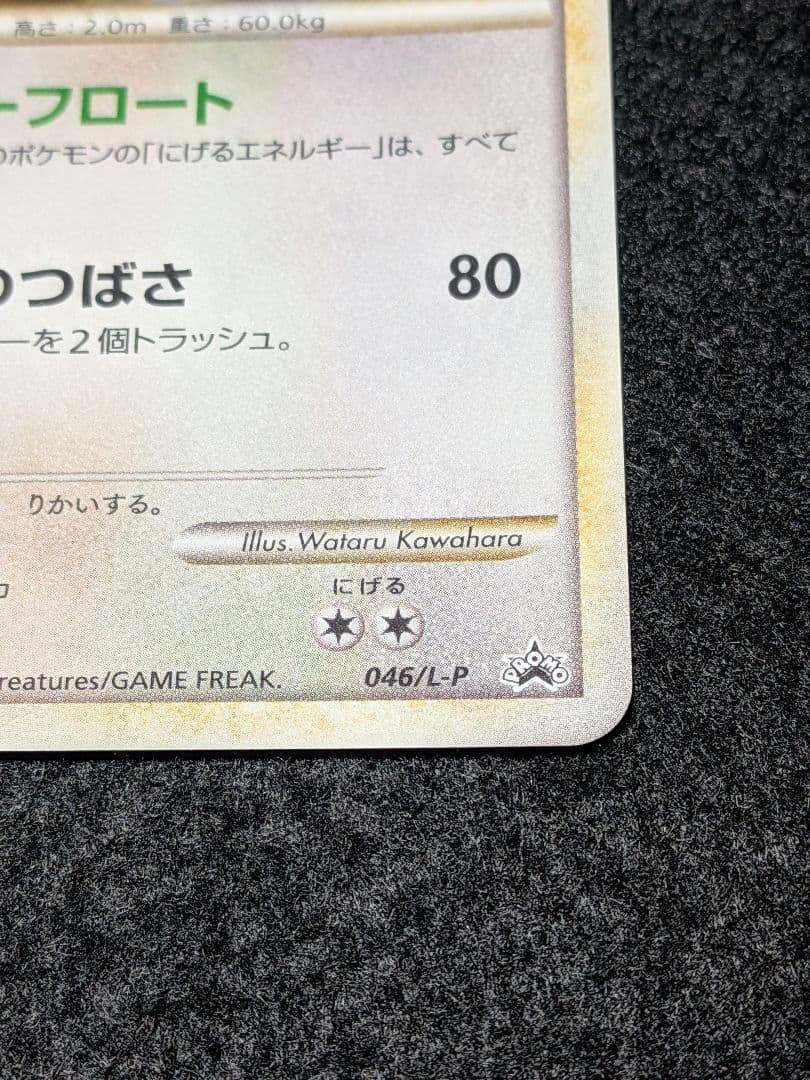 高さ：2.0m 重さ：60.0kg
ーフロート
のポケモンの「にげるエネルギー」は、すべて
のつばさ 80
ーを2個トラッシュ。
りかいする。
Illus. Wataru Kawahara
にげる
reatures/GAME FREAK. 046/L-P PROMO